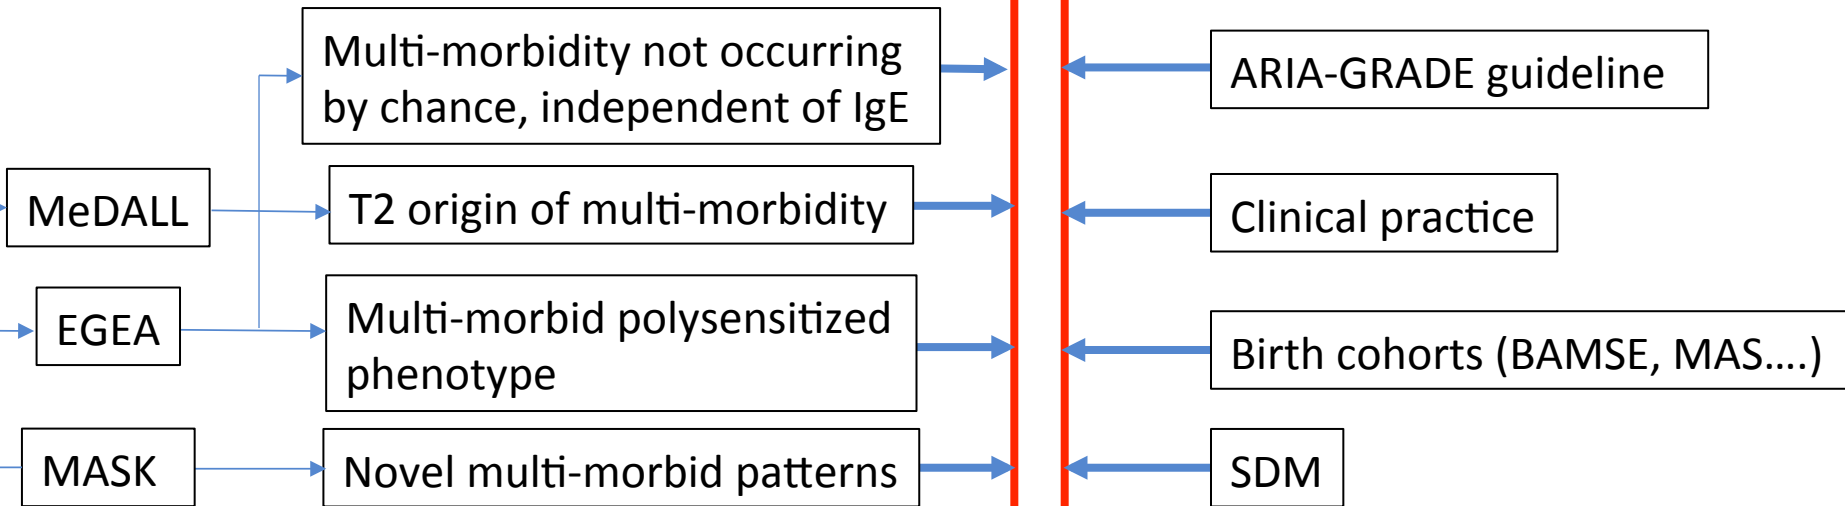 Multi-morbidity not occurring
by chance, independent of IgE
ARIA-GRADE guideline
MeDALL
T2 origin of multi-morbidity
Clinical practice
EGEA
Multi-morbid polysensitized
phenotype
Birth cohorts (BAMSE, MAS....)
MASK
Novel multi-morbid patterns
SDM